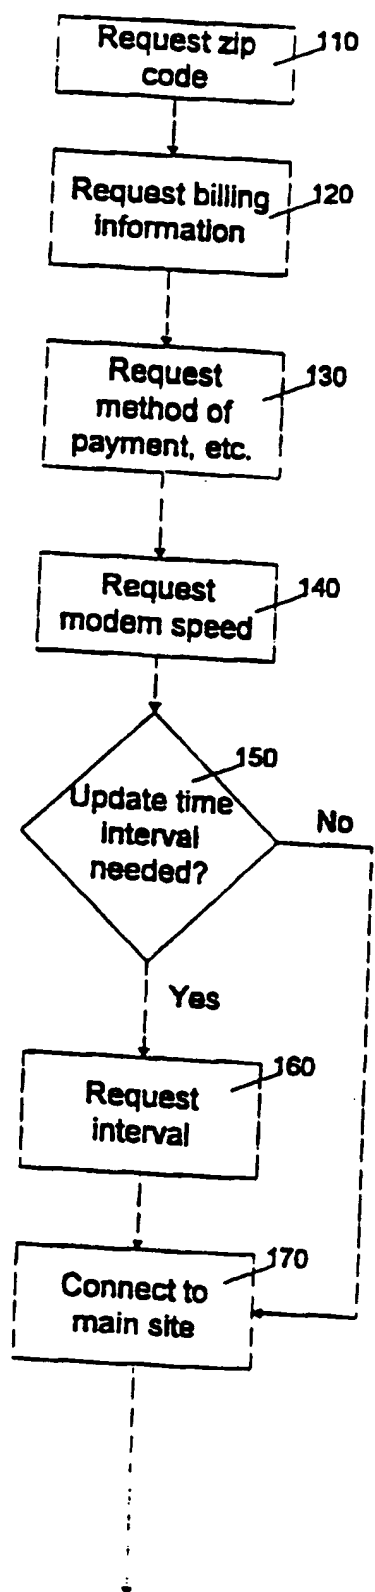 Request zip
code
110
Request billing
information
120
Request
method of
payment, etc.
130
Request
modem speed
140
150
Update time
interval
needed?
No
Yes
Request
interval
160
Connect to
main site
170